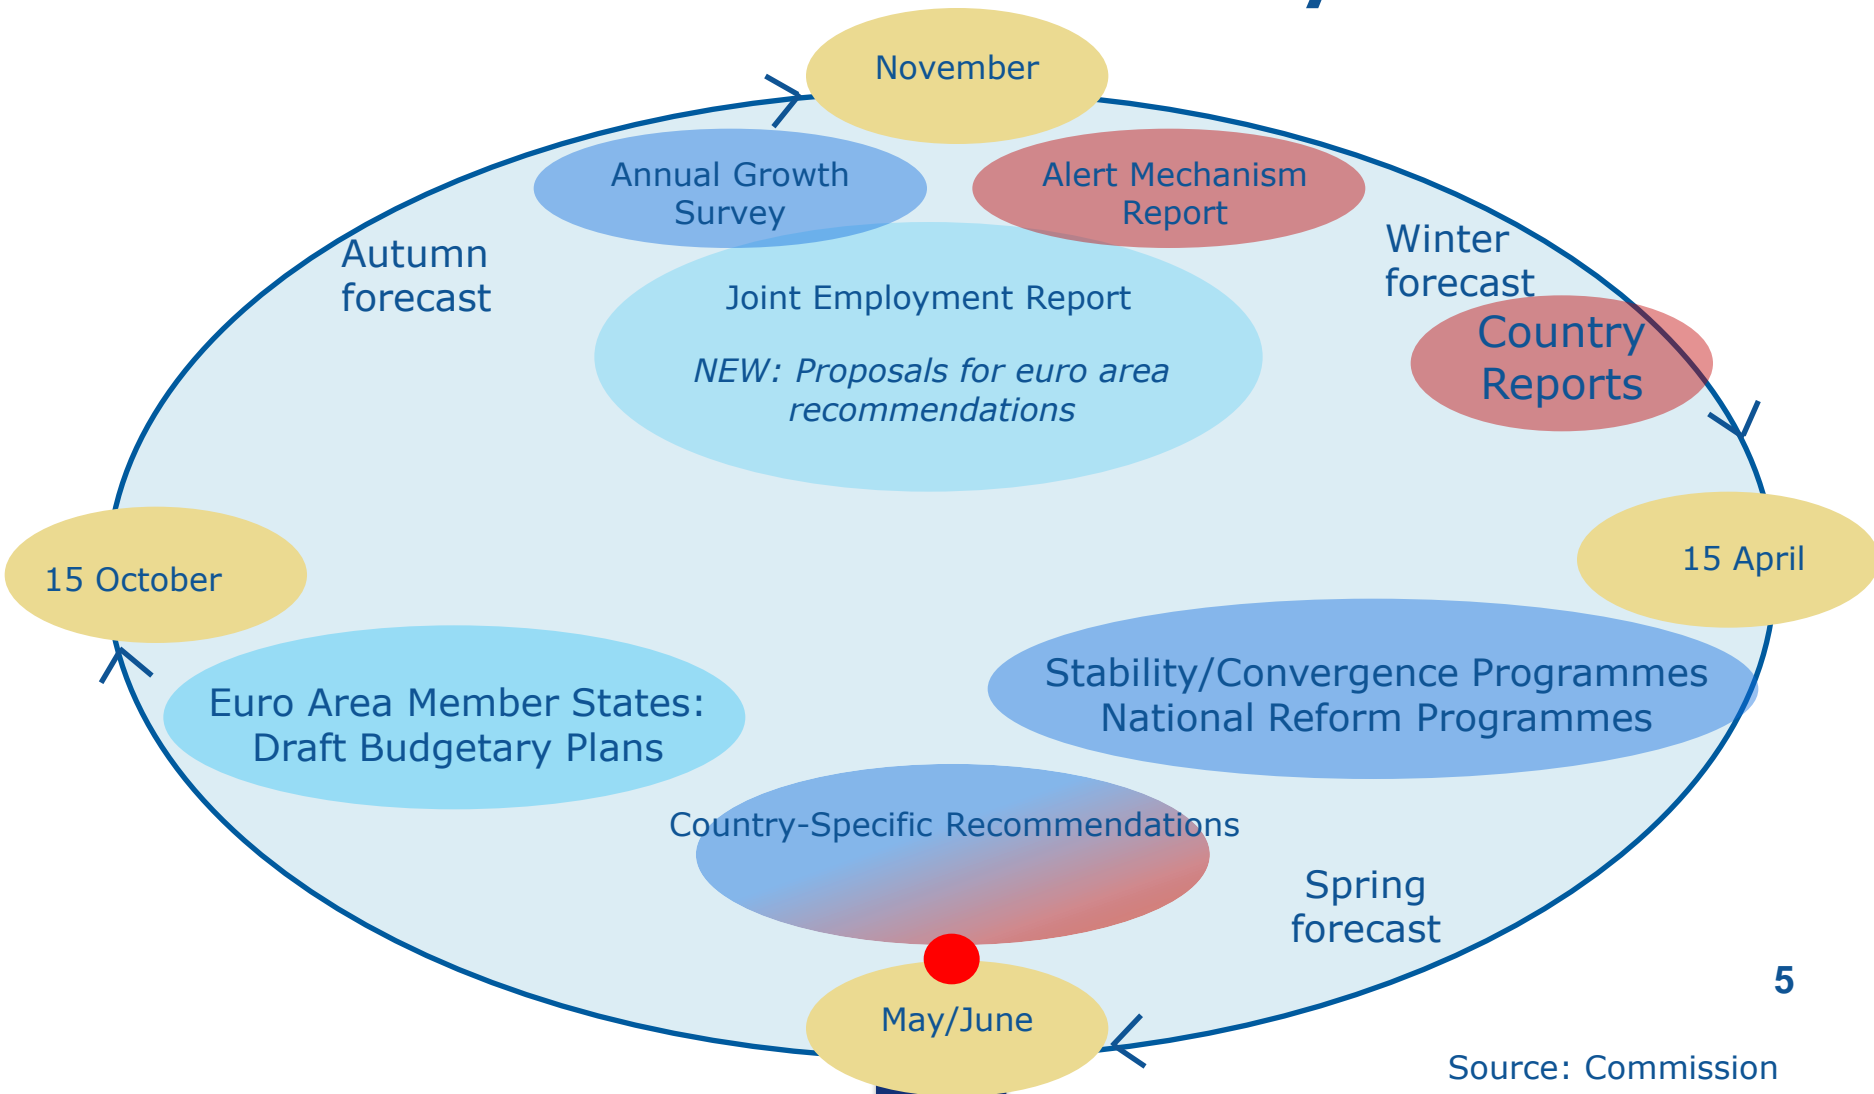 November
Annual Growth
Survey
Alert Mechanism
Report
Autumn
forecast
Winter
forecast
Joint Employment Report
NEW: Proposals for euro area
recommendations
Country
Reports
15 October
15 April
Euro Area Member States:
Draft Budgetary Plans
Stability/Convergence Programmes
National Reform Programmes
Country-Specific Recommendations
Spring
forecast
5
May/June
Source: Commission